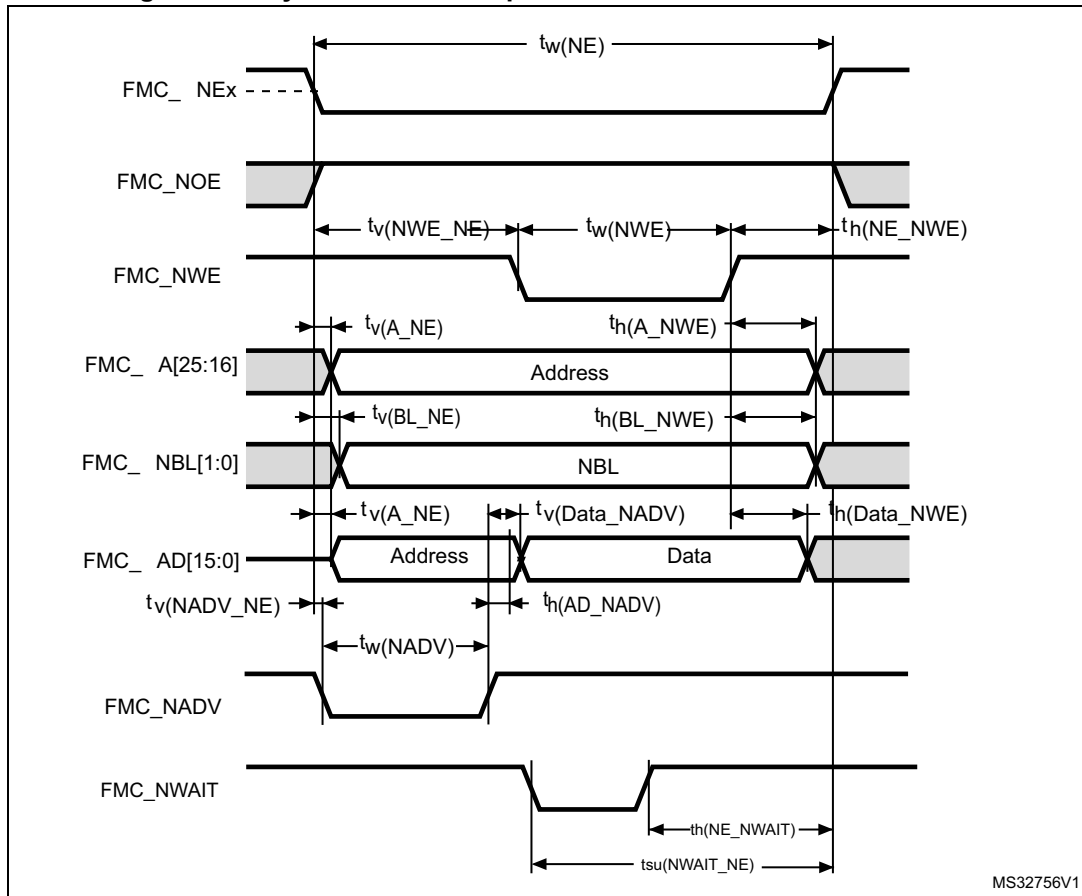 tw(NE)
FMC_ NEx
FMC_NOE
tv(NWE_NE)
tw(NWE)
th(NE_NWE)
FMC_NWE
tv(A_NE)
th(A_NWE)
FMC_ A[25:16]
Address
tv(BL_NE)
th(BL_NWE)
FMC_ NBL[1:0]
NBL
tv(A_NE)
tv(Data_NADV)
th(Data_NWE)
FMC_ AD[15:0]
Address
Data
tv(NADV_NE)
th(AD_NADV)
tw(NADV)
FMC_NADV
FMC_NWAIT
th(NE_NWAIT)
tsu(NWAIT_NE)
MS32756V1